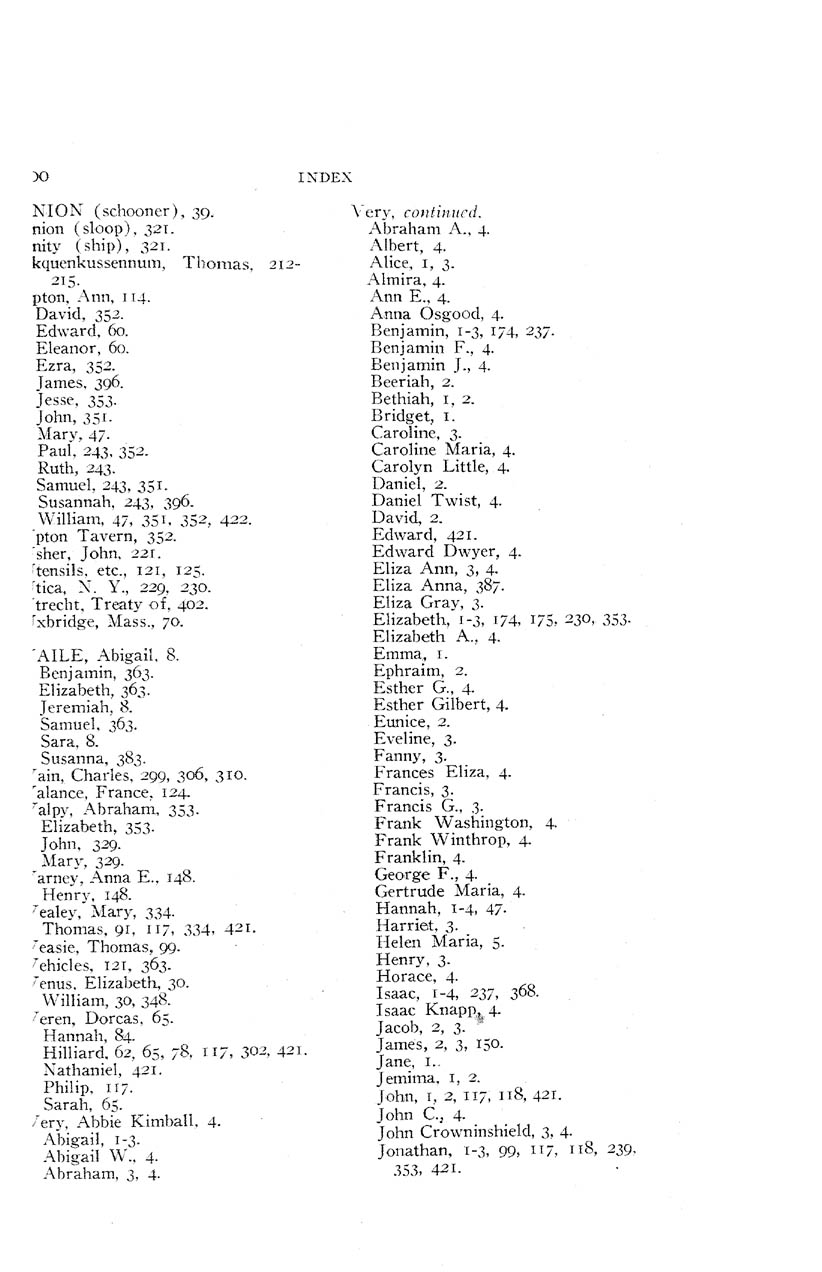 00 INDEX
NION (schooner), 39.
nion (sloop), 321.
nity (ship), 321.
kquenkussennum, Thomas, 212-
215.
pton, Ann, 114.
David, 352.
Edward, 60.
Eleanor, 60.
Ezra, 352.
James, 396.
Jesse, 353.
John, 351.
Mary, 47.
Paul, 243, 352.
Ruth, 243.
Samuel, 243, 351.
Susannah, 243, 396.
William, 47, 351, 352, 422.
pton Tavern, 352.
sher, John, 221.
tensils, etc., 121, 125.
tica, N. Y., 229, 230.
trecht, Treaty of, 402.
xbridge, Mass., 70.
AILE, Abigail, 8.
Benjamin, 363.
Elizabeth, 363.
Jeremiah, 8.
Samuel, 363.
Sara, 8.
Susanna, 383.
ain, Charles, 299, 306, 310.
alance, France, 124.
alpy, Abraham, 353.
Elizabeth, 353.
John, 329.
Mary, 329.
arney, Anna E., 148.
Henry, 148.
ealey, Mary, 334.
Thomas, 91, 117, 334, 421.
easie, Thomas, 99.
ehicles, 121, 363.
enus, Elizabeth, 30.
William, 30, 348.
eren, Dorcas, 65.
Hannah, 84.
Hilliard, 62, 65, 78, 117, 302, 421.
Nathaniel, 421.
Philip, 117.
Sarah, 65.
ery, Abbie Kimball, 4.
Abigail, 1-3.
Abigail W., 4.
Abraham, 3, 4.
Very, continued.
Abraham A., 4.
Albert, 4.
Alice, 1, 3.
Almira, 4.
Ann E., 4.
Anna Osgood, 4.
Benjamin, 1-3, 174, 237.
Benjamin F., 4.
Benjamin J., 4.
Beeriah, 2.
Bethiah, 1, 2.
Bridget, 1.
Caroline, 3.
Caroline Maria, 4.
Carolyn Little, 4.
Daniel, 2.
Daniel Twist, 4.
David, 2.
Edward, 421.
Edward Dwyer, 4.
Eliza Ann, 3, 4.
Eliza Anna, 387.
Eliza Gray, 3.
Elizabeth, 1-3, 174, 175, 230, 353.
Elizabeth A., 4.
Emma, 1.
Ephraim, 2.
Esther G., 4.
Esther Gilbert, 4.
Eunice, 2.
Eveline, 3.
Fanny, 3.
Frances Eliza, 4.
Francis, 3.
Francis G., 3.
Frank Washington, 4.
Frank Winthrop, 4.
Franklin, 4.
George F., 4.
Gertrude Maria, 4.
Hannah, 1-4, 47.
Harriet, 3.
Helen Maria, 5.
Henry, 3.
Horace, 4.
Isaac, 1-4, 237, 368.
Isaac Knapp, 4.
Jacob, 2, 3.
James, 2, 3, 150.
Jane, 1.
Jemima, 1, 2.
John, 1, 2, 117, 118, 421.
John C., 4.
John Crowninshield, 3, 4.
Jonathan, 1-3, 99, 117, 118, 239,
353, 421.